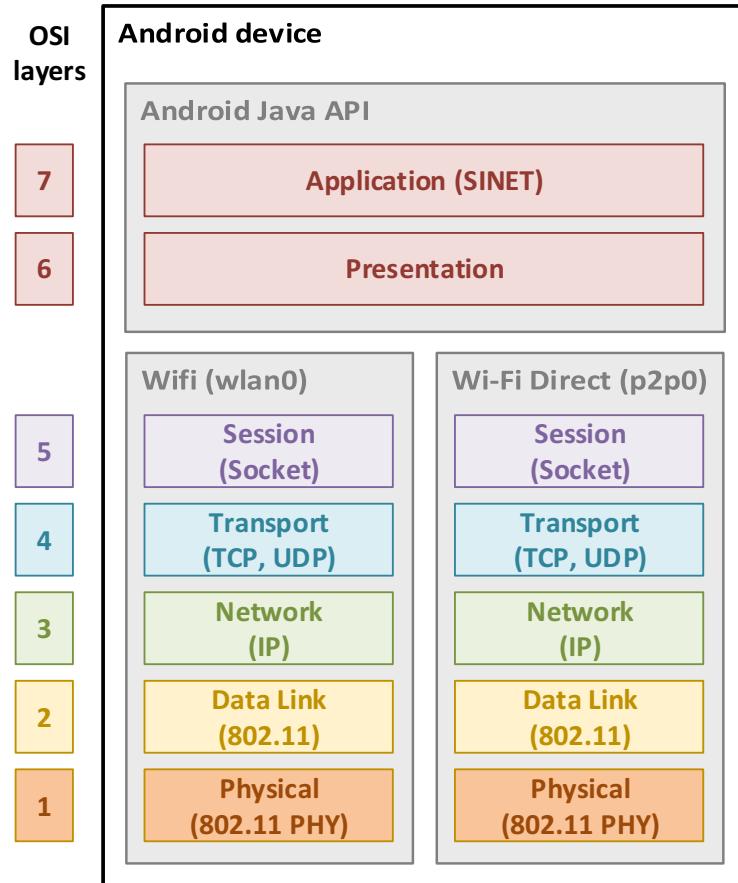 OSI
layers
Android device
Android Java API
7
Application (SINET)
6
Presentation
Wifi (wlan0)
Wi-Fi Direct (p2p0)
5
Session
(Socket)
Session
(Socket)
4
Transport
(TCP, UDP)
Transport
(TCP, UDP)
3
Network
(IP)
Network
(IP)
2
Data Link
(802.11)
Data Link
(802.11)
1
Physical
(802.11 PHY)
Physical
(802.11 PHY)